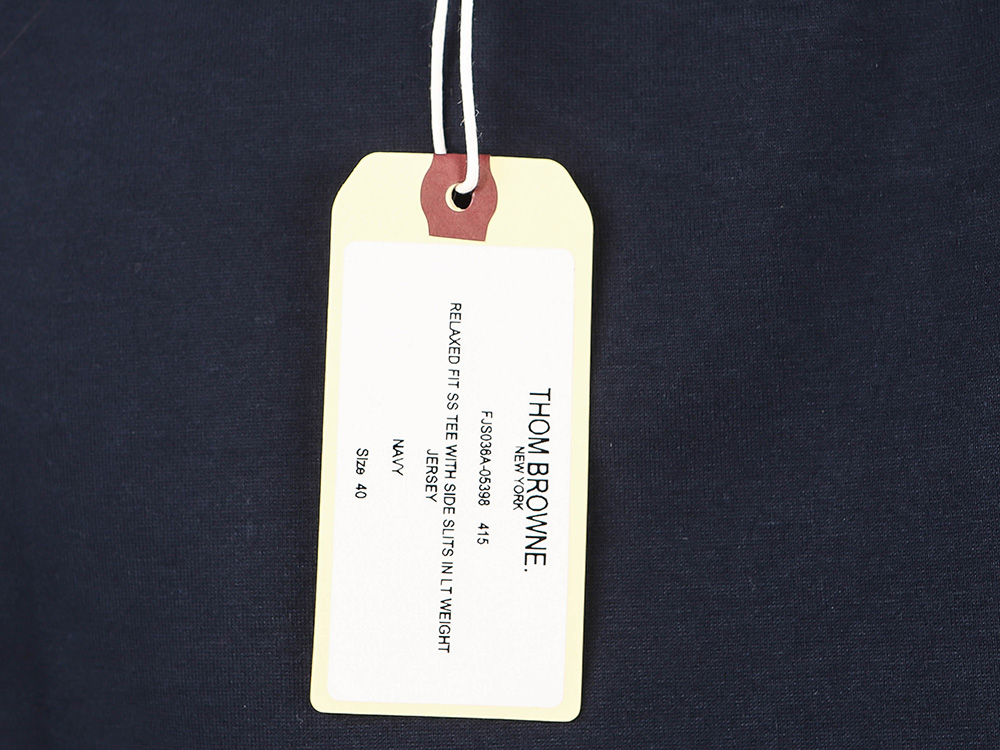 THOM BROWNE.
NEW YORK
FJS036A-05398 415
RELAXED FIT SS TEE WITH SIDE SLITS IN LT WEIGHT
JERSEY
NAVY
Size 40